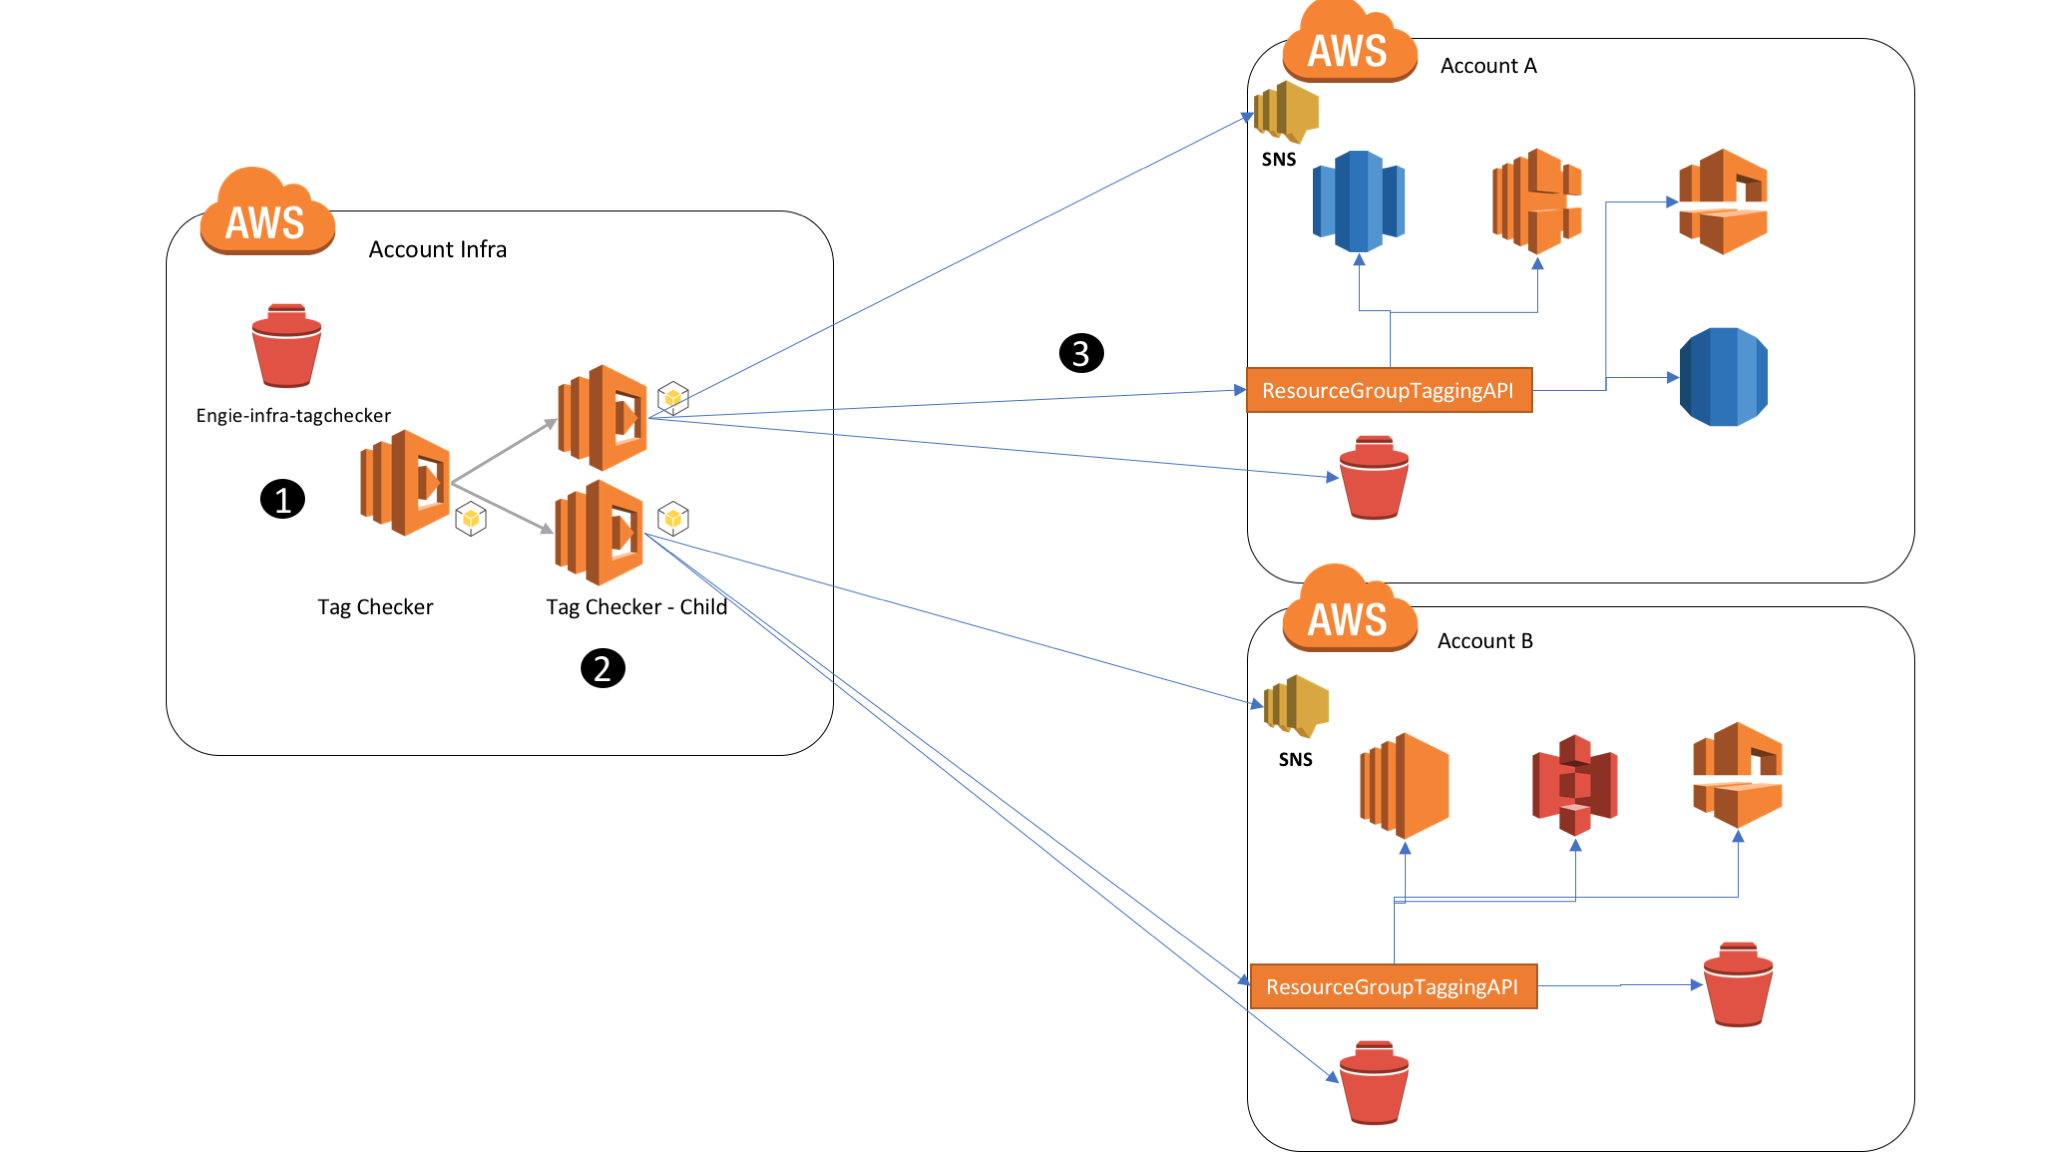 AWS
Account Infra
Engie-infra-tagchecker
1
Tag Checker
Tag Checker - Child
2
3
AWS
Account A
SNS
ResourceGroupTaggingAPI
AWS
Account B
SNS
ResourceGroupTaggingAPI